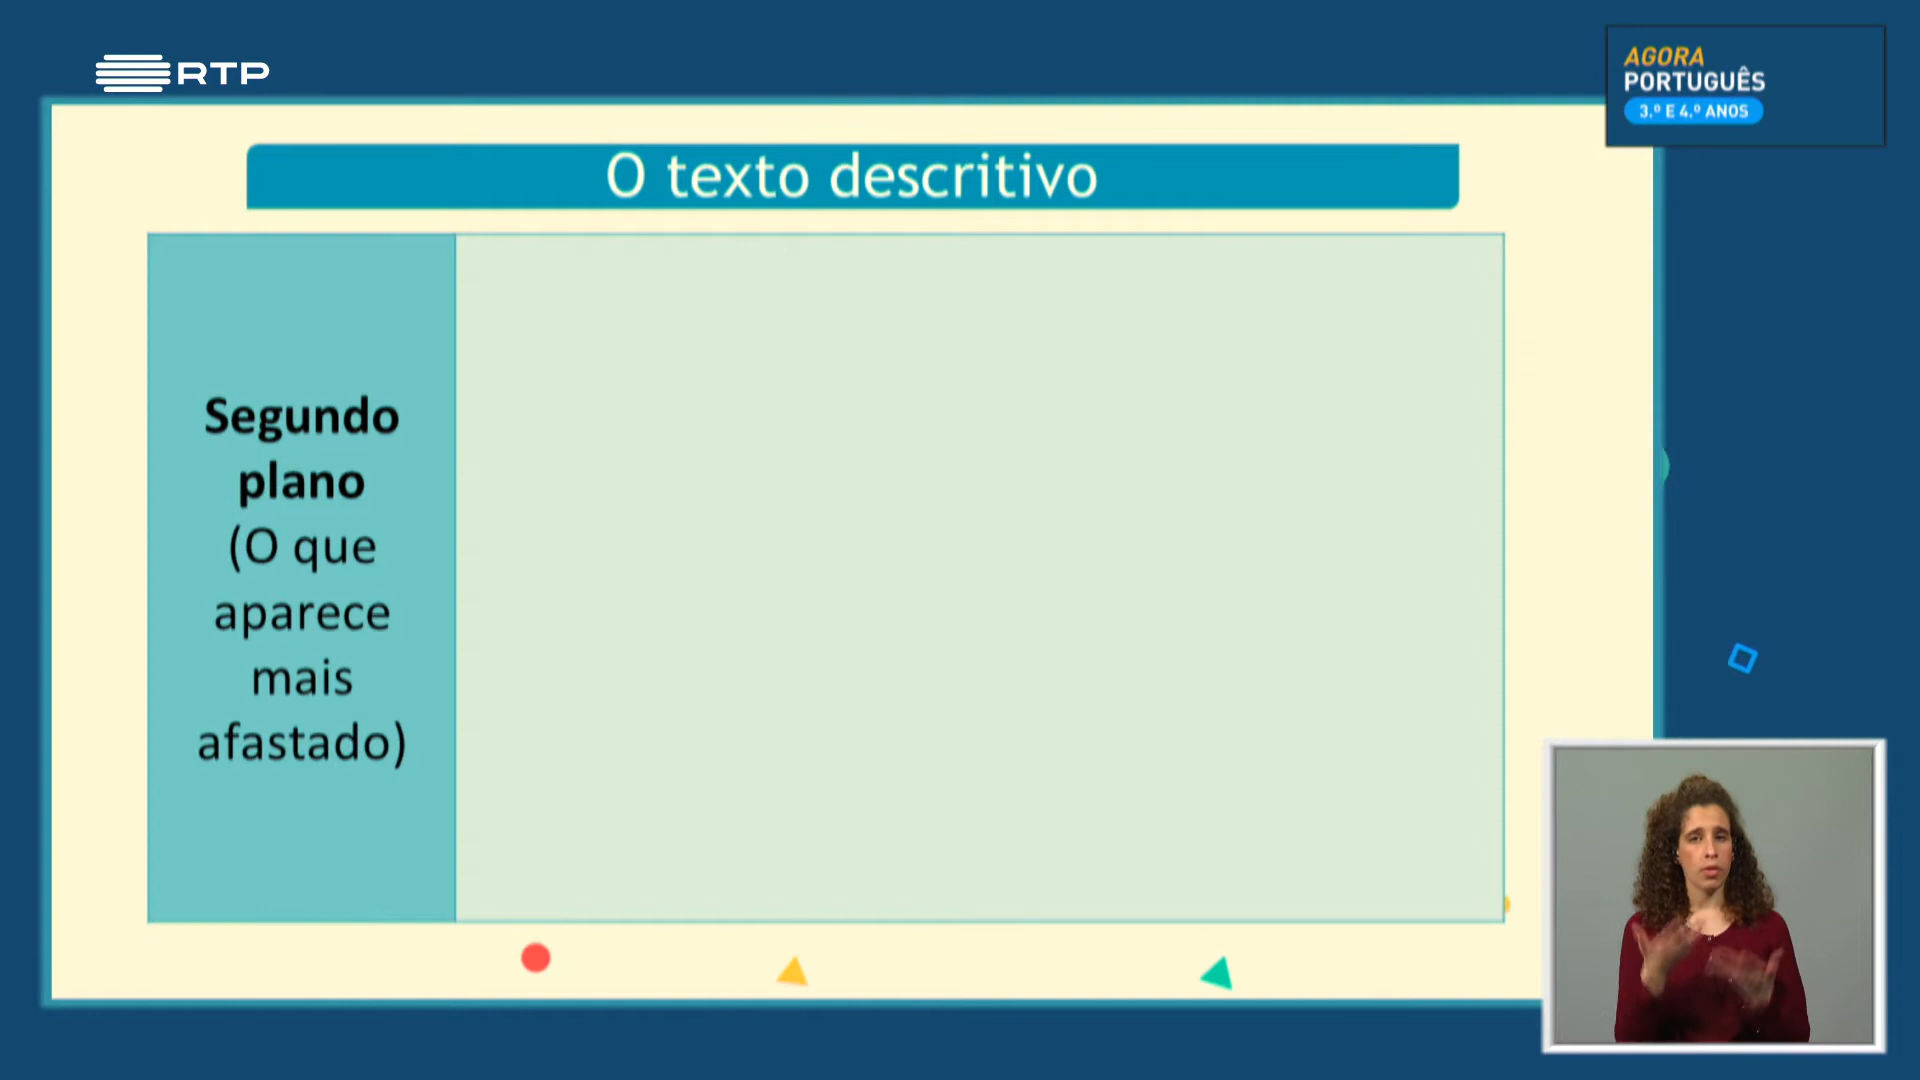 RTP
AGORA
PORTUGUÊS
3.º E 4.º ANOS
O texto descritivo
Segundo
plano
(O que
aparece
mais
afastado)